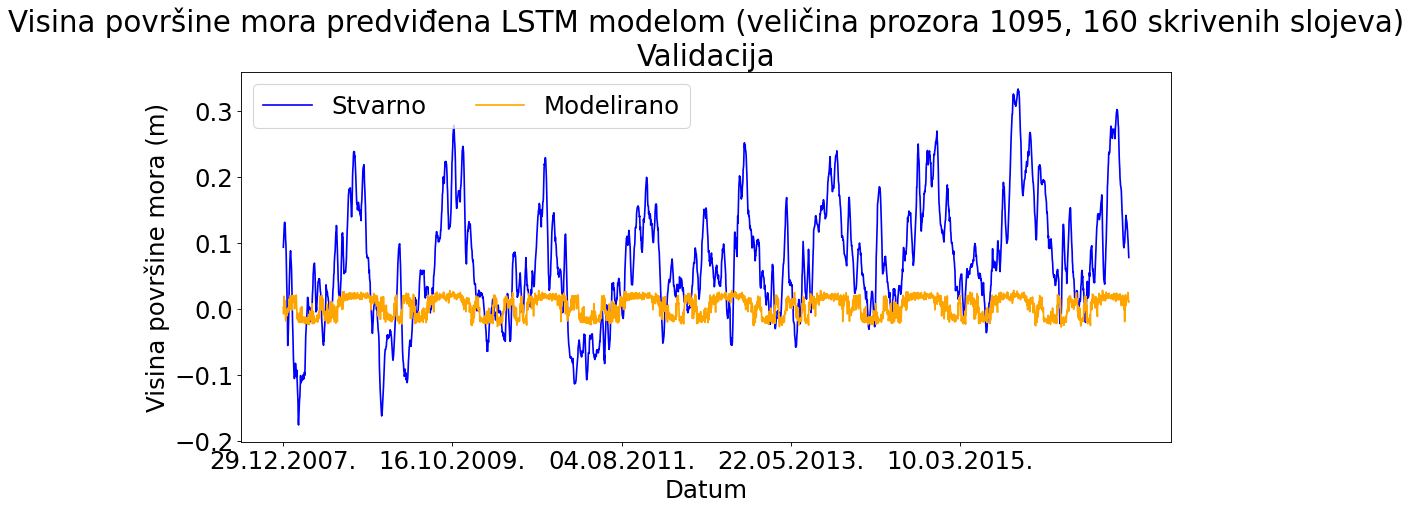 Visina površine mora predviđena LSTM modelom (veličina prozora 1095, 160 skrivenih slojeva)
Validacija
Stvarno Modelirano
Visina površine mora (m)
0.3
0.2
0.1
0.0
−0.1
−0.2
29.12.2007. 16.10.2009. 04.08.2011. 22.05.2013. 10.03.2015.
Datum